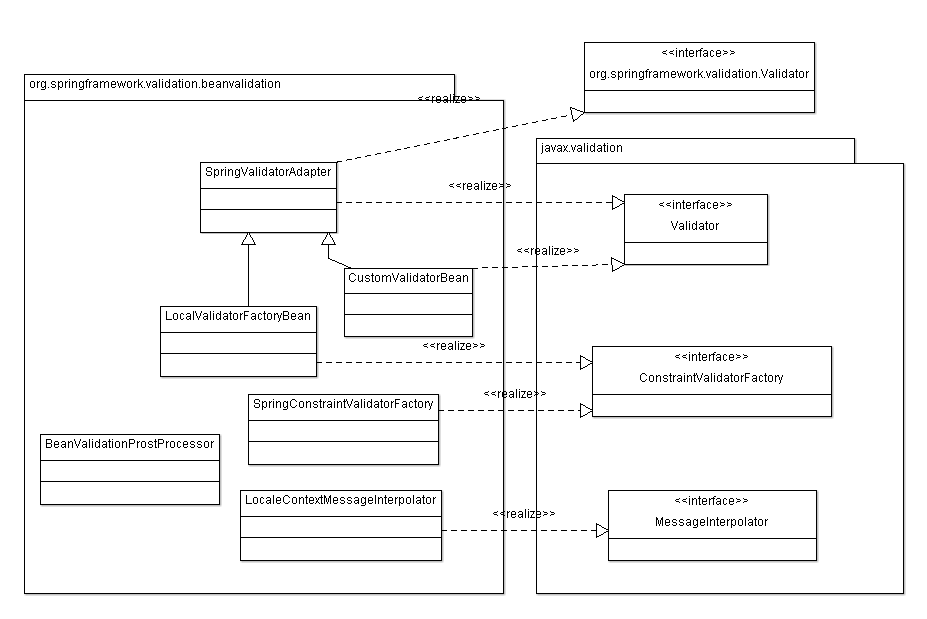 <<interface>>
org.springframework.validation.Validator
org.springframework.validation.beanvalidation
<<realize>>
javax.validation
SpringValidatorAdapter
<<realize>>
<<interface>>
Validator
<<realize>>
CustomValidatorBean
LocalValidatorFactoryBean
<<realize>>
<<interface>>
ConstraintValidatorFactory
<<realize>>
SpringConstraintValidatorFactory
BeanValidationProstProcessor
LocaleContextMessageInterpolator
<<realize>>
<<interface>>
MessageInterpolator